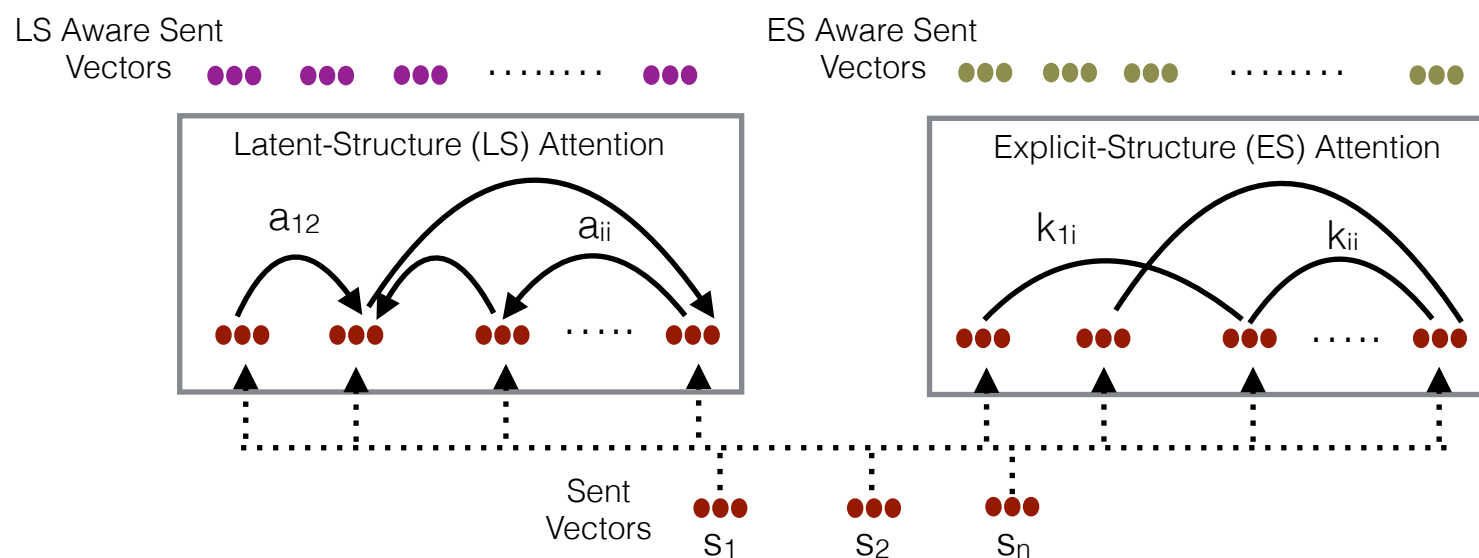 LS Aware Sent
Vectors
ES Aware Sent
Vectors
Latent-Structure (LS) Attention
a12
aii
Explicit-Structure (ES) Attention
k1i
kii
Sent
Vectors
s1
s2
sn